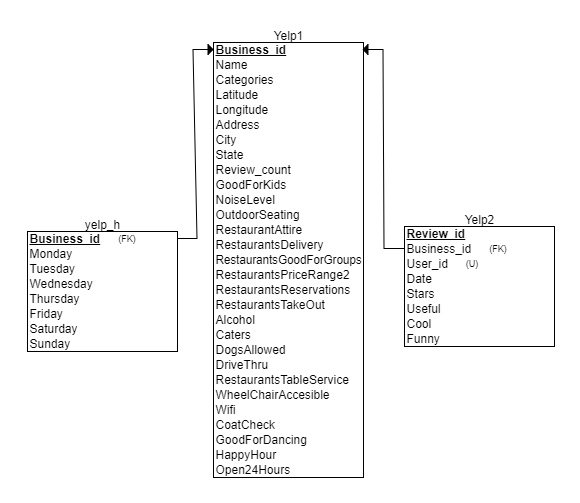 Yelp1
Business_id
Name
Categories
Latitude
Longitude
Address
City
State
Review_count
GoodForKids
NoiseLevel
OutdoorSeating
RestaurantAttire
RestaurantsDelivery
RestaurantsGoodForGroups
RestaurantsPriceRange2
RestaurantsReservations
RestaurantsTakeOut
Alcohol
Caters
DogsAllowed
DriveThru
RestaurantsTableService
WheelChairAccesible
Wifi
CoatCheck
GoodForDancing
HappyHour
Open24Hours
yelp_h
Business_id (FK)
Monday
Tuesday
Wednesday
Thursday
Friday
Saturday
Sunday
Yelp2
Review_id
Business_id (FK)
User_id (U)
Date
Stars
Useful
Cool
Funny